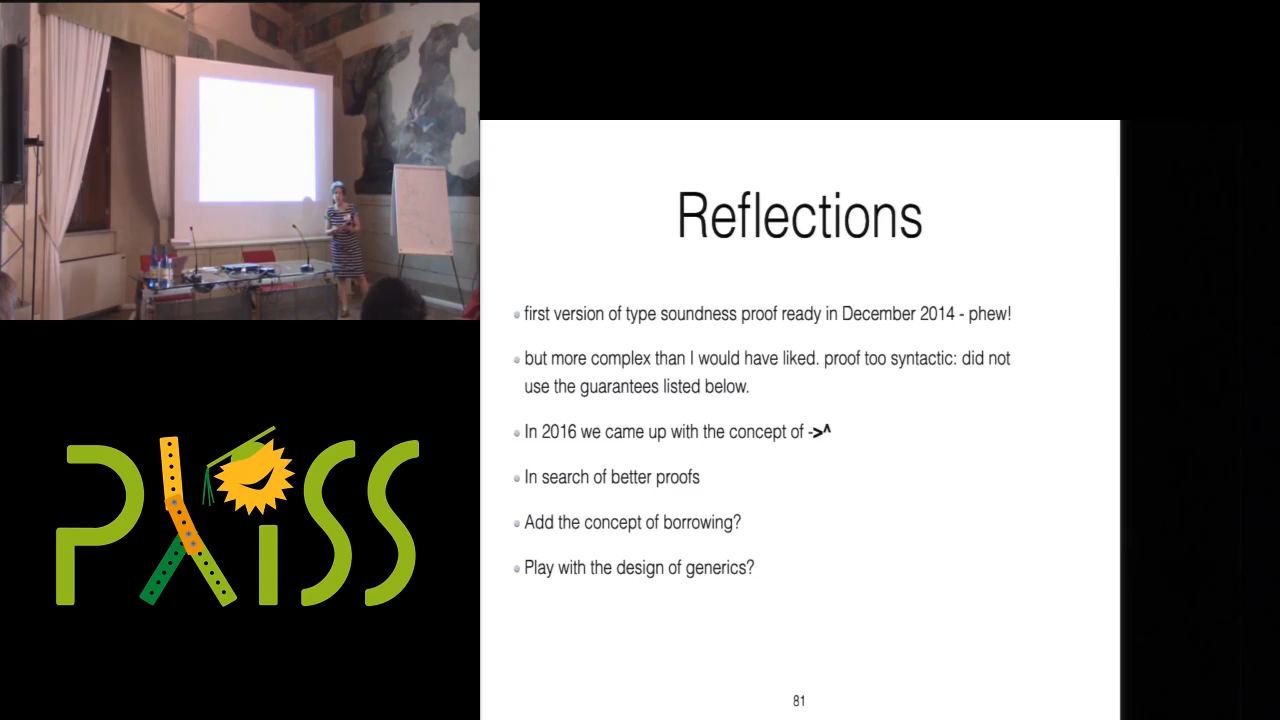 Reflections
first version of type soundness proof ready in December 2014 - phew!
but more complex than I would have liked. proof too syntactic: did not
use the guarantees listed below.
In 2016 we came up with the concept of ->^
In search of better proofs
Add the concept of borrowing?
Play with the design of generics?
81
PλiSS